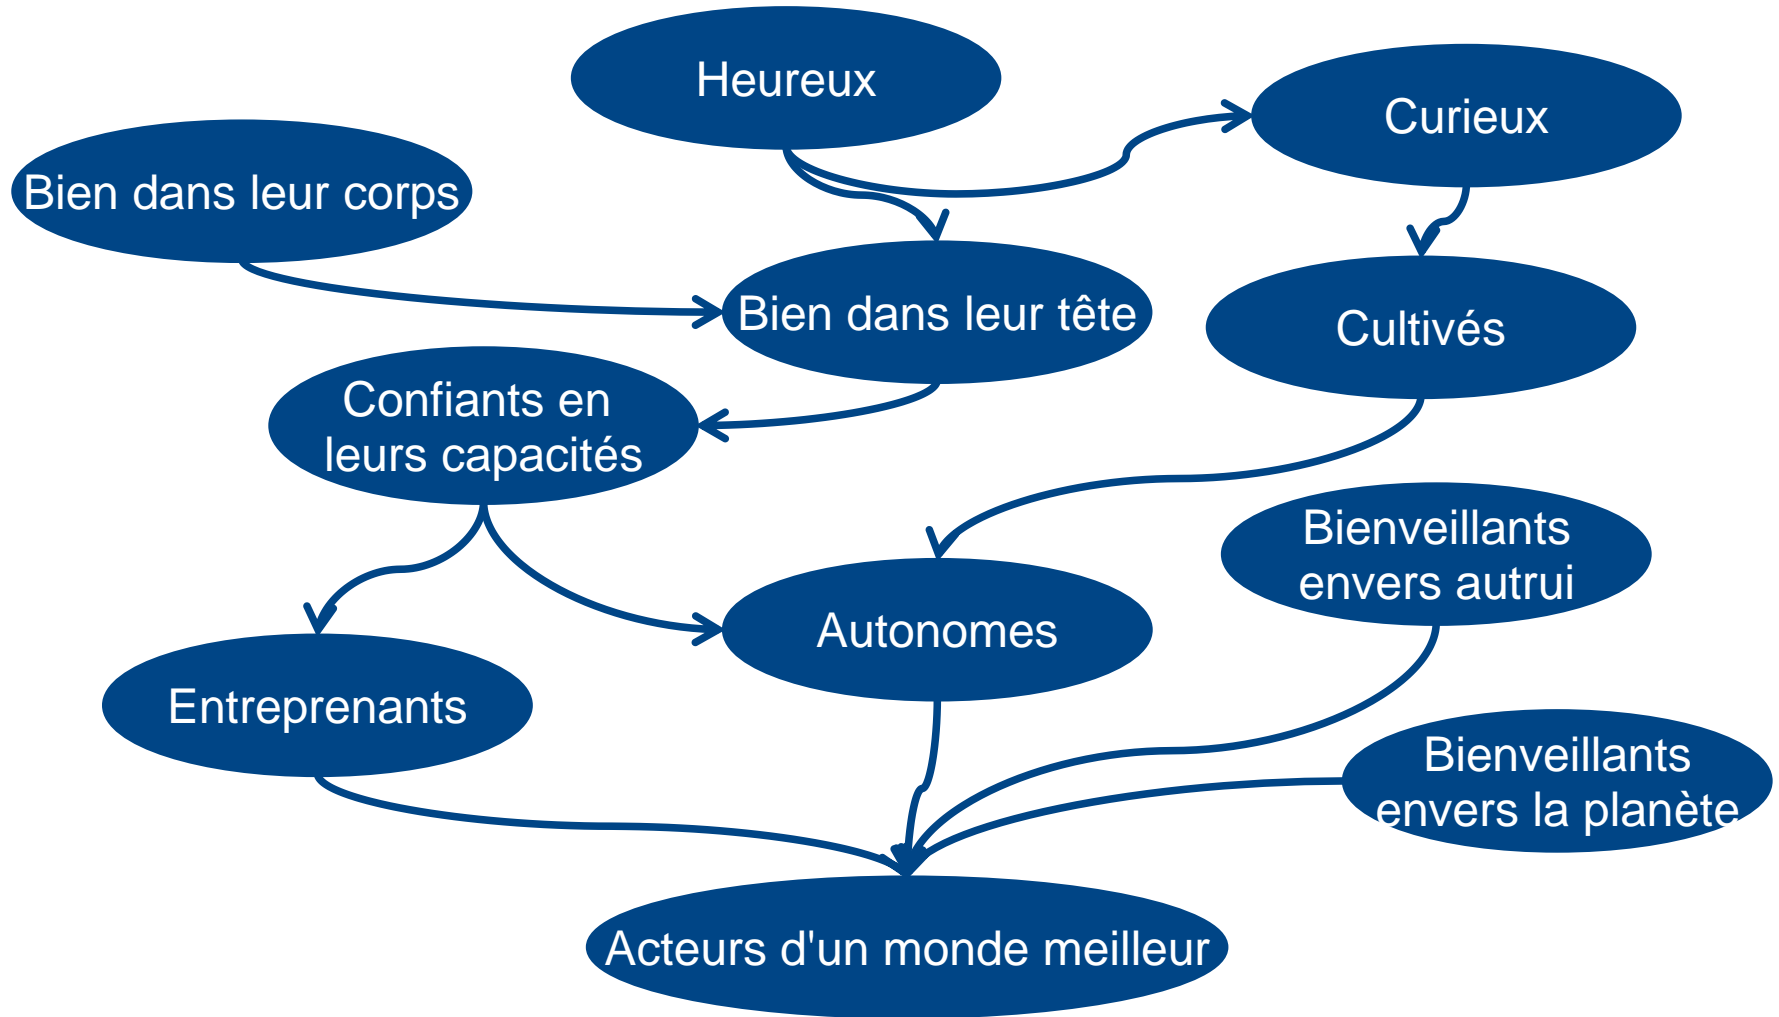 Heureux
Curieux
Bien dans leur corps
Bien dans leur tête
Cultivés
Confiants en
leurs capacités
Bienveillants
envers autrui
Autonomes
Entreprenants
Bienveillants
envers la planète
Acteurs d'un monde meilleur